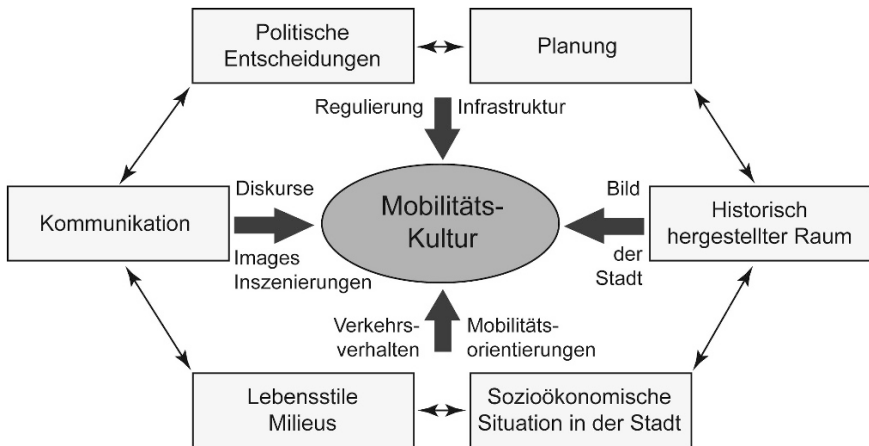 Politische
Entscheidungen
Planung
Regulierung
Infrastruktur
Kommunikation
Diskurse
Images
Inszenierungen
Mobilitäts-
Kultur
Bild
der
Stadt
Historisch
hergestellter Raum
Verkehrs-
verhalten
Mobilitäts-
orientierungen
Lebensstile
Milieus
Sozioökonomische
Situation in der Stadt